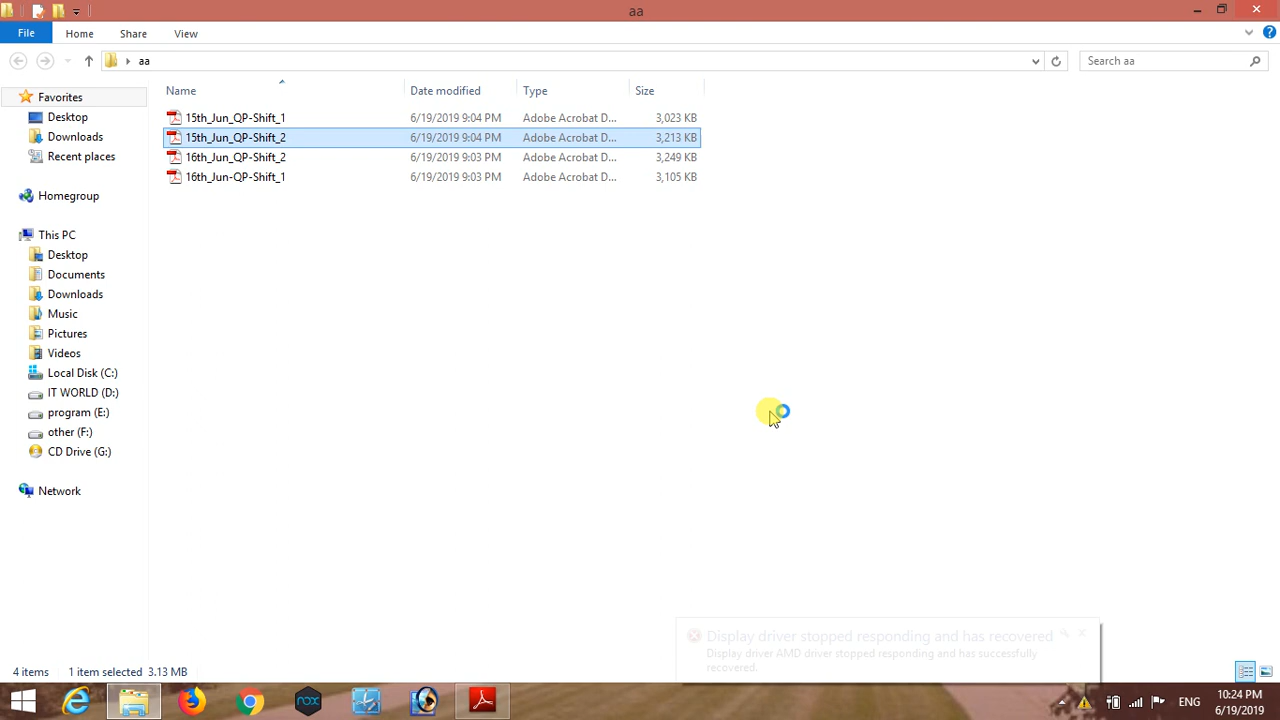 aa
File Home Share View
aa Search aa
Name Date modified Type Size
15th_Jun_QP-Shift_1 6/19/2019 9:04 PM Adobe Acrobat D... 3,023 KB
15th_Jun_QP-Shift_2 6/19/2019 9:04 PM Adobe Acrobat D... 3,213 KB
16th_Jun_QP-Shift_2 6/19/2019 9:03 PM Adobe Acrobat D... 3,249 KB
16th_Jun-QP-Shift_1 6/19/2019 9:03 PM Adobe Acrobat D... 3,105 KB
Favorites
Desktop
Downloads
Recent places
Homegroup
This PC
Desktop
Documents
Downloads
Music
Pictures
Videos
Local Disk (C:)
IT WORLD (D:)
program (E:)
other (F:)
CD Drive (G:)
Network
Display driver stopped responding and has recovered
Display driver AMD driver stopped responding and has successfully
recovered.
4 items 1 item selected 3.13 MB
nox
ENG
10:24 PM
6/19/2019